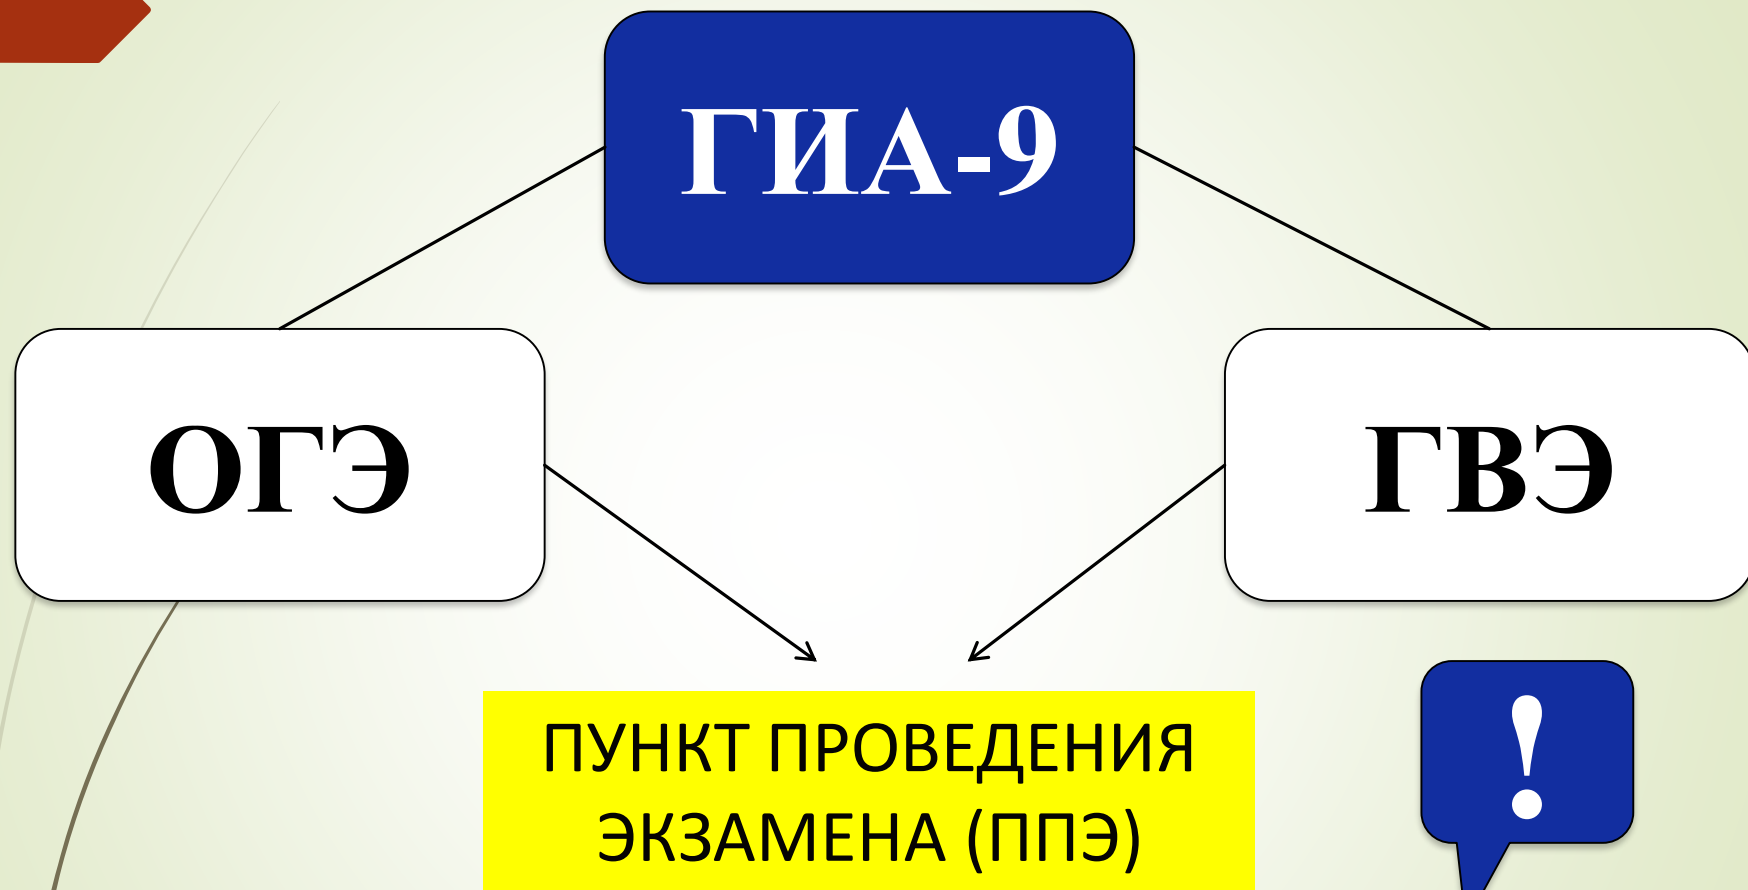 ГИА-9
ОГЭ
ГВЭ
ПУНКТ ПРОВЕДЕНИЯ
ЭКЗАМЕНА (ППЭ)
!